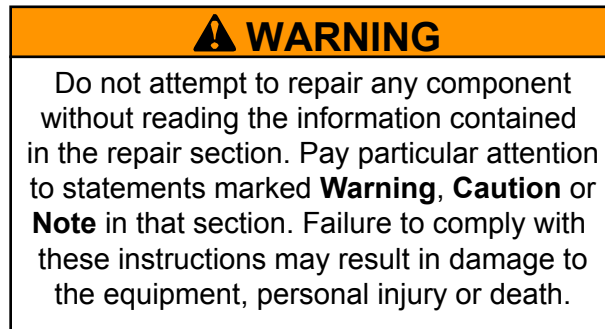 WARNING
Do not attempt to repair any component
without reading the information contained
in the repair section. Pay particular attention
to statements marked Warning, Caution or
Note in that section. Failure to comply with
these instructions may result in damage to
the equipment, personal injury or death.